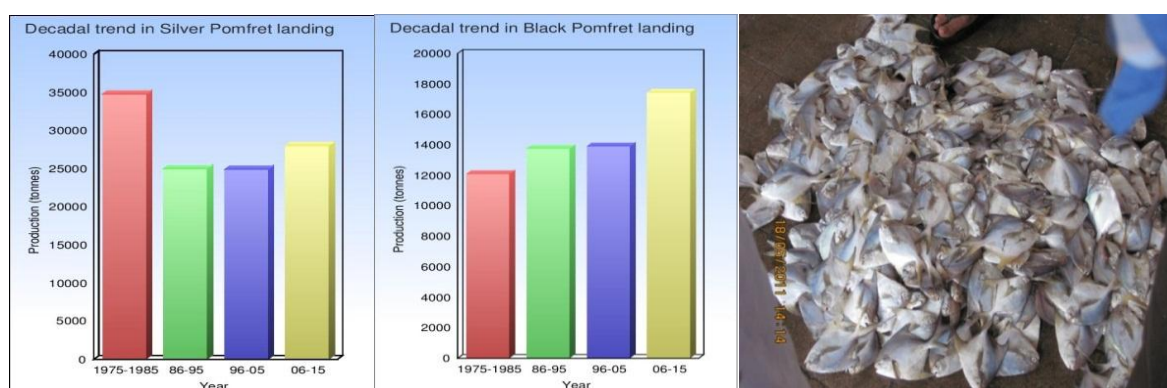 Decadal trend in Silver Pomfret landing
40000
35000
30000
25000
20000
15000
10000
5000
0
Production (tonnes)
1975-1985 86-95 96-05 06-15
Year
Decadal trend in Black Pomfret landing
20000
18000
16000
14000
12000
10000
8000
6000
4000
2000
0
Production (tonnes)
1975-1985 86-95 96-05 06-15
Year